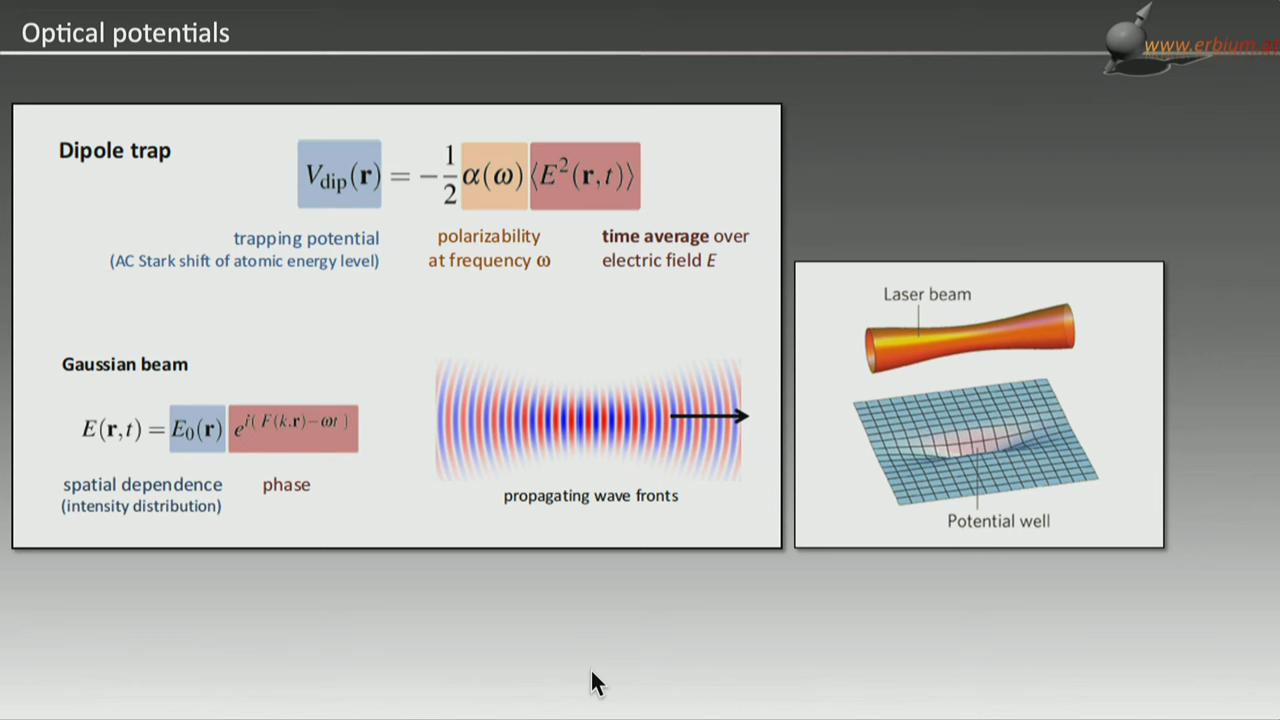 Optical potentials
www.erbium.at
Dipole trap
V_dip(r) = −1/2 α(ω)⟨E²(r,t)⟩
trapping potential
(AC Stark shift of atomic energy level)
polarizability
at frequency ω
time average over
electric field E
Gaussian beam
E(r,t) = E₀(r) e^{i( F(k.r)−ωt )}
spatial dependence
(intensity distribution)
phase
propagating wave fronts
Laser beam
Potential well